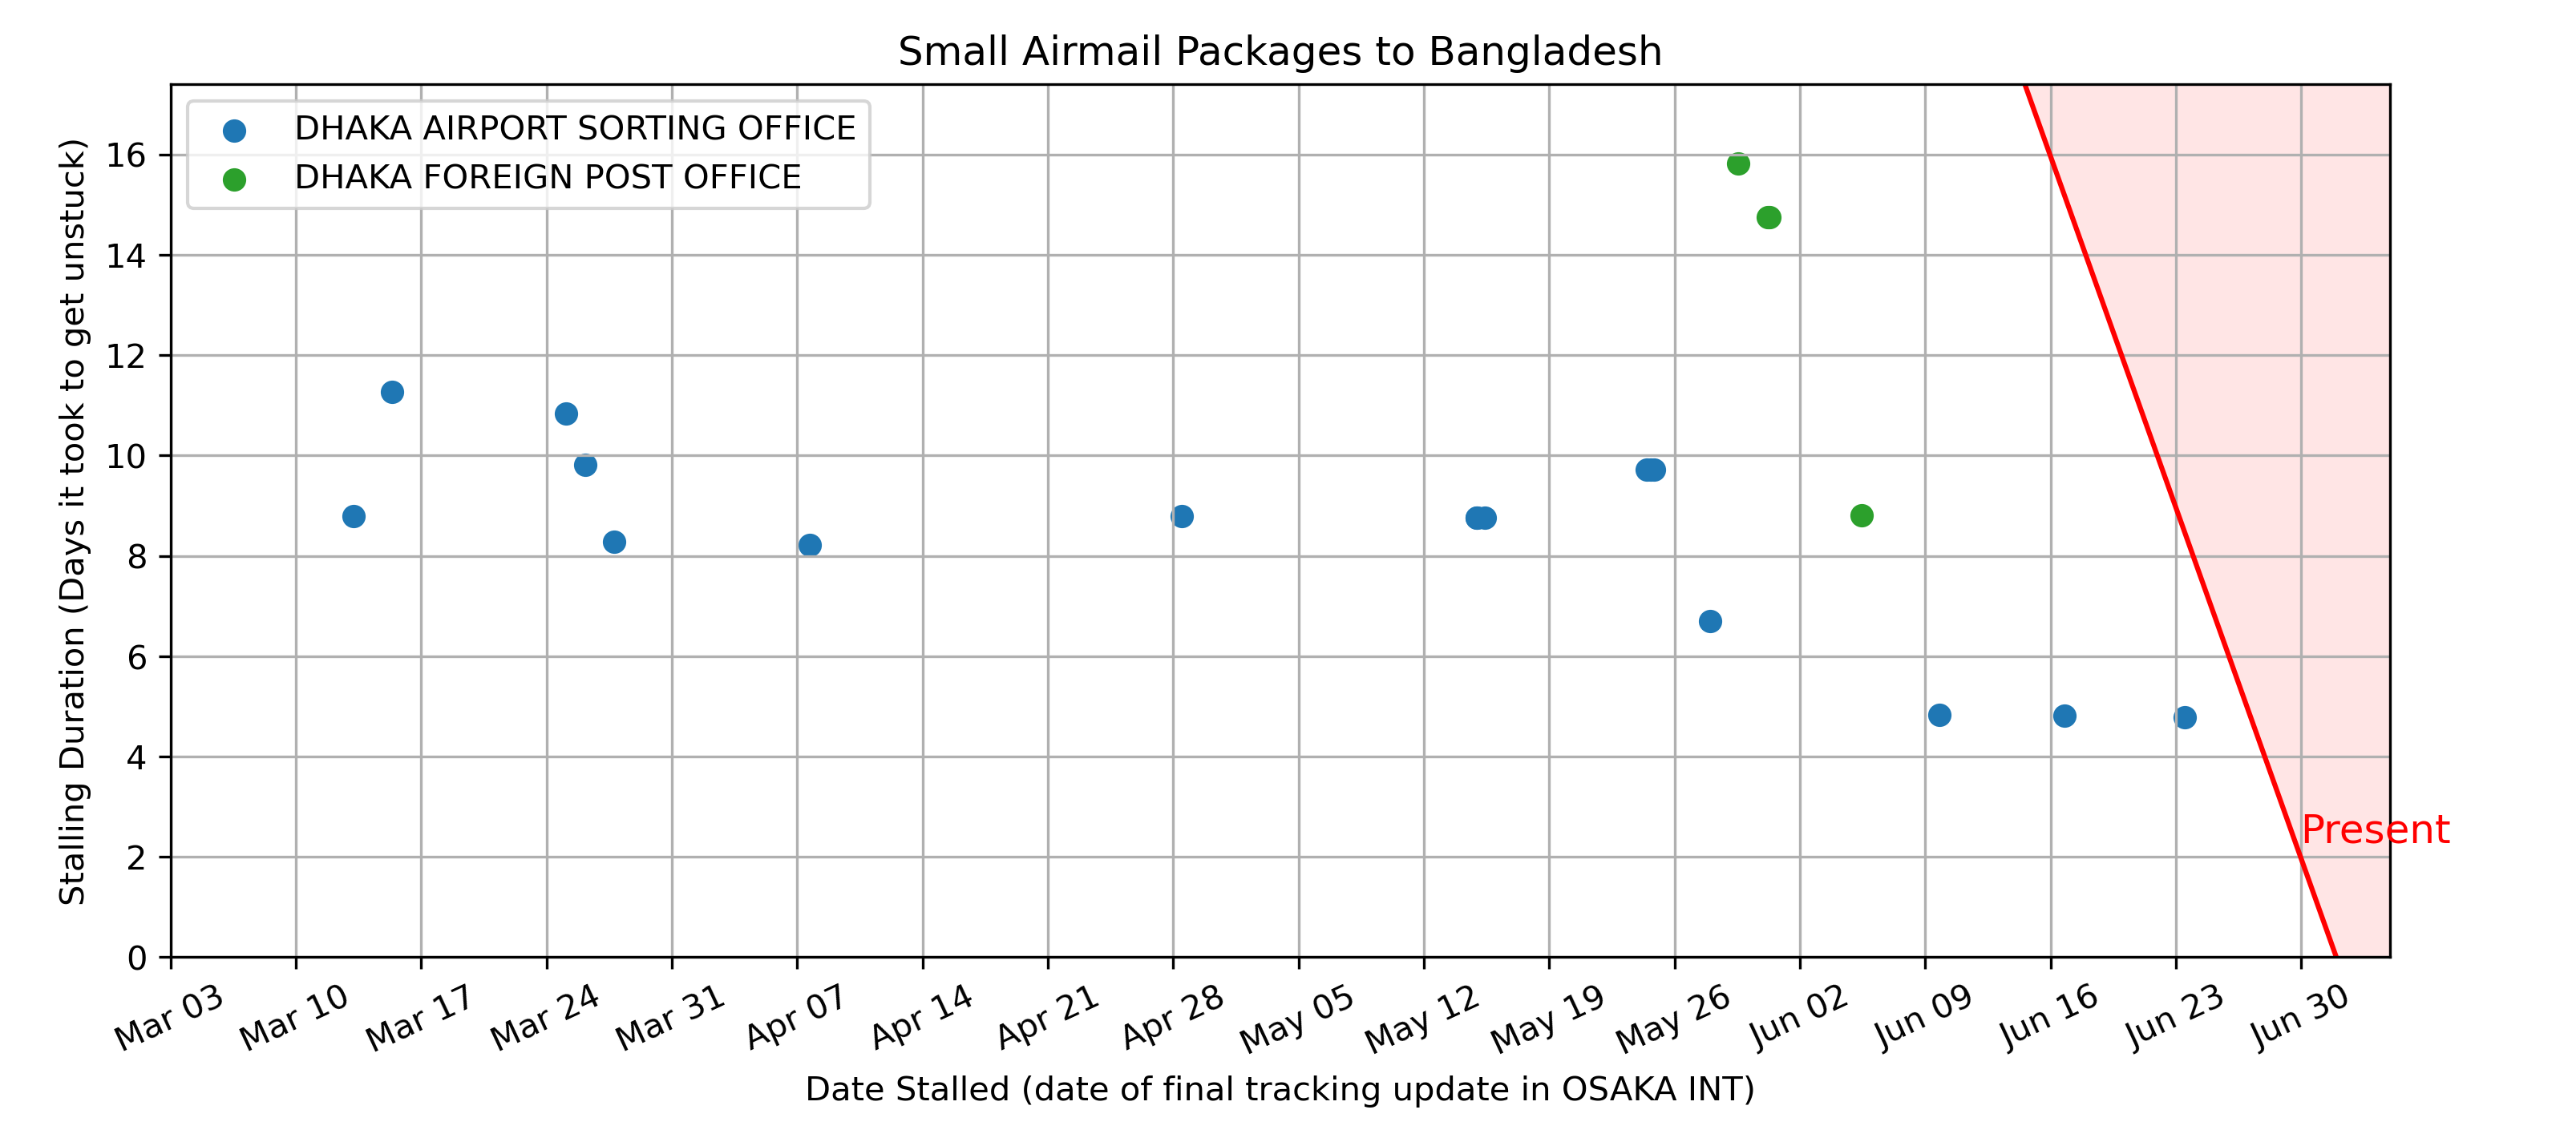 Small Airmail Packages to Bangladesh
DHAKA AIRPORT SORTING OFFICE
DHAKA FOREIGN POST OFFICE
Stalling Duration (Days it took to get unstuck)
16
14
12
10
8
6
4
2
0
Present
Mar 03 Mar 10 Mar 17 Mar 24 Mar 31 Apr 07 Apr 14 Apr 21 Apr 28 May 05 May 12 May 19 May 26 Jun 02 Jun 09 Jun 16 Jun 23 Jun 30
Date Stalled (date of final tracking update in OSAKA INT)